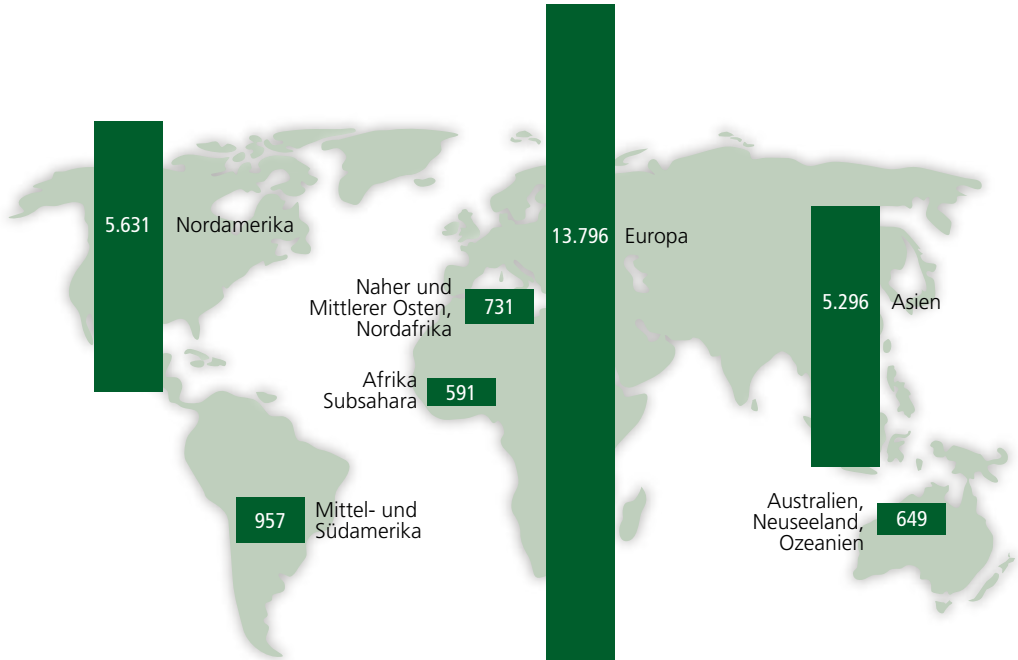 5.631
Nordamerika
13.796
Europa
Naher und
Mittlerer Osten,
Nordafrika
731
5.296
Asien
Afrika
Subsahara
591
957
Mittel- und
Südamerika
Australien,
Neuseeland,
Ozeanien
649